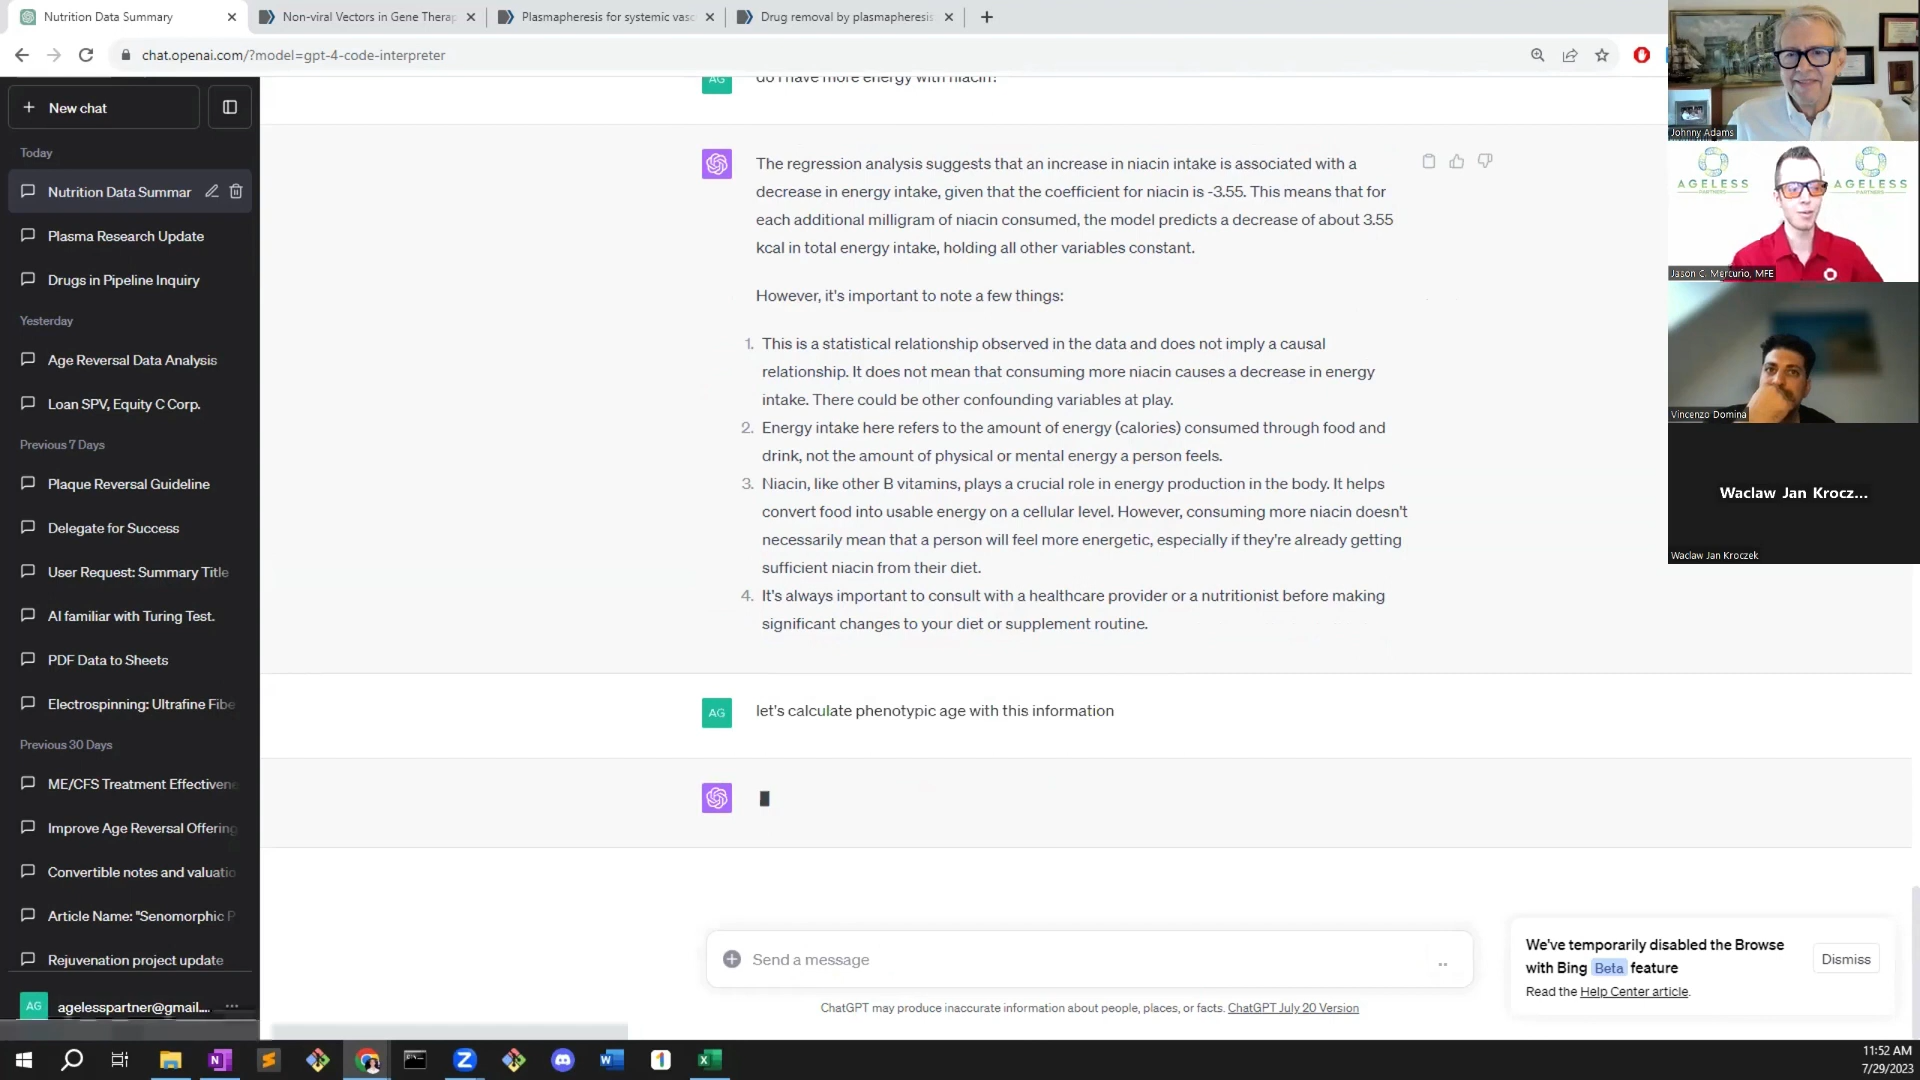 Nutrition Data Summary
Non-viral Vectors in Gene Therap
Plasmapheresis for systemic vasc
Drug removal by plasmapheresis
chat.openai.com/?model=gpt-4-code-interpreter
New chat
Today
Nutrition Data Summar
Plasma Research Update
Drugs in Pipeline Inquiry
Yesterday
Age Reversal Data Analysis
Loan SPV, Equity C Corp.
Previous 7 Days
Plaque Reversal Guideline
Delegate for Success
User Request: Summary Title
AI familiar with Turing Test.
PDF Data to Sheets
Electrospinning: Ultrafine Fibe
Previous 30 Days
ME/CFS Treatment Effectivene
Improve Age Reversal Offering
Convertible notes and valuatio
Article Name: "Senomorphic P
Rejuvenation project update
AG
agelesspartner@gmail....
AG
do i have more energy with niacin?
The regression analysis suggests that an increase in niacin intake is associated with a
decrease in energy intake, given that the coefficient for niacin is -3.55. This means that for
each additional milligram of niacin consumed, the model predicts a decrease of about 3.55
kcal in total energy intake, holding all other variables constant.
However, it's important to note a few things:
1. This is a statistical relationship observed in the data and does not imply a causal
relationship. It does not mean that consuming more niacin causes a decrease in energy
intake. There could be other confounding variables at play.
2. Energy intake here refers to the amount of energy (calories) consumed through food and
drink, not the amount of physical or mental energy a person feels.
3. Niacin, like other B vitamins, plays a crucial role in energy production in the body. It helps
convert food into usable energy on a cellular level. However, consuming more niacin doesn't
necessarily mean that a person will feel more energetic, especially if they're already getting
sufficient niacin from their diet.
4. It's always important to consult with a healthcare provider or a nutritionist before making
significant changes to your diet or supplement routine.
AG
let's calculate phenotypic age with this information
Send a message
ChatGPT may produce inaccurate information about people, places, or facts. ChatGPT July 20 Version
We've temporarily disabled the Browse
with Bing Beta feature
Read the Help Center article.
Dismiss
Johnny Adams
AGELESS
PARTNERS
AGELESS
PARTNERS
Jason C. Mercurio, MFE
Vincenzo Domina
Waclaw Jan Krocz...
Waclaw Jan Kroczek
11:52 AM
7/29/2023